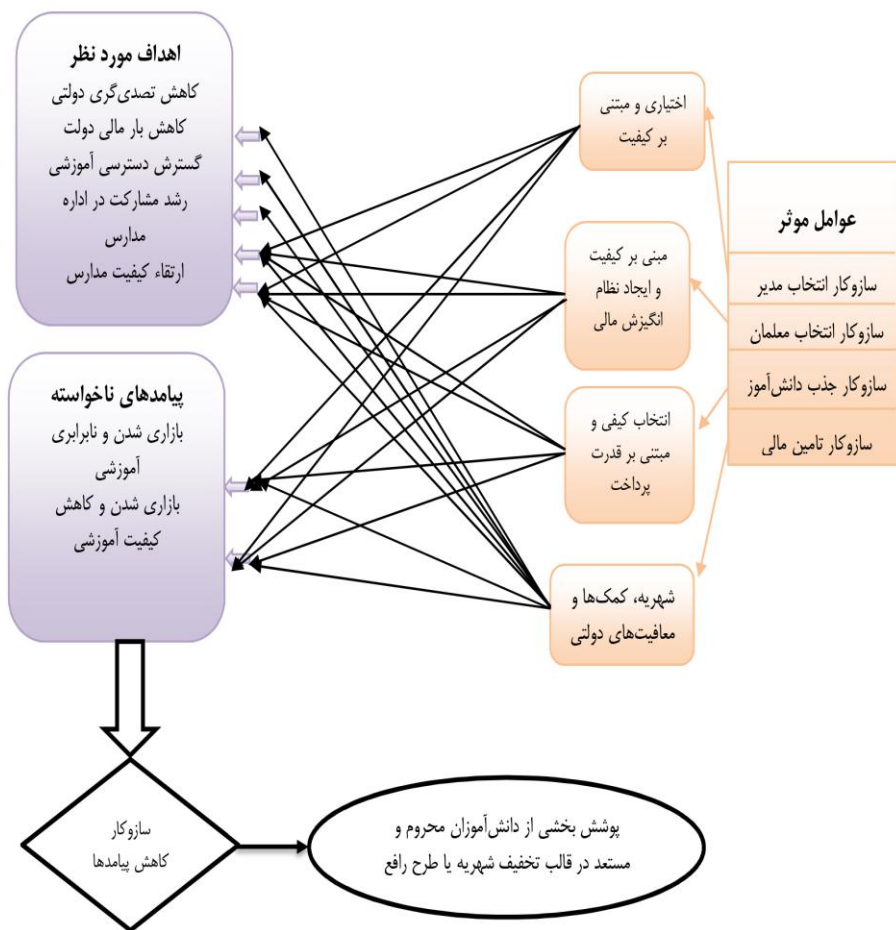 عوامل موثر
سازوکار انتخاب مدیر
سازوکار انتخاب معلمان
سازوکار جذب دانش‌آموز
سازوکار تامین مالی
اختیاری و مبتنی
بر کیفیت
مبنی بر کیفیت
و ایجاد نظام
انگیزش مالی
انتخاب کیفی و
مبتنی بر قدرت
پرداخت
شهریه، کمک‌ها و
معافیت‌های دولتی
اهداف مورد نظر
کاهش تصدی‌گری دولتی
کاهش بار مالی دولت
گسترش دسترسی آموزشی
رشد مشارکت در اداره
مدارس
ارتقاء کیفیت مدارس
پیامدهای ناخواسته
بازاری شدن و نابرابری
آموزشی
بازاری شدن و کاهش
کیفیت آموزشی
سازوکار
کاهش پیامدها
پوشش بخشی از دانش‌آموزان محروم و
مستعد در قالب تخفیف شهریه یا طرح رافع